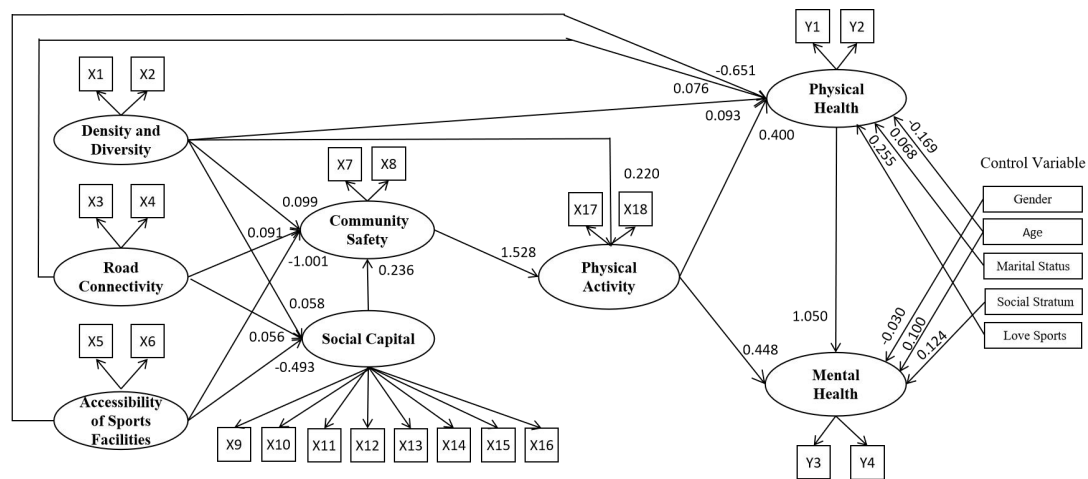 Y1
Y2
Physical
Health
-0.651
0.076
0.093
0.400
X1
X2
Density and
Diversity
X7
X8
0.099
Community
Safety
X3
X4
0.091
Road
Connectivity
-1.001
0.236
0.058
X17
X18
0.220
1.528
Physical
Activity
-0.169
0.068
0.255
Control Variable
Gender
Age
Marital Status
Social Stratum
Love Sports
Social Capital
0.056
-0.493
X5
X6
Accessibility
of Sports
Facilities
X9
X10
X11
X12
X13
X14
X15
X16
1.050
0.448
-0.030
0.100
0.124
Mental
Health
Y3
Y4